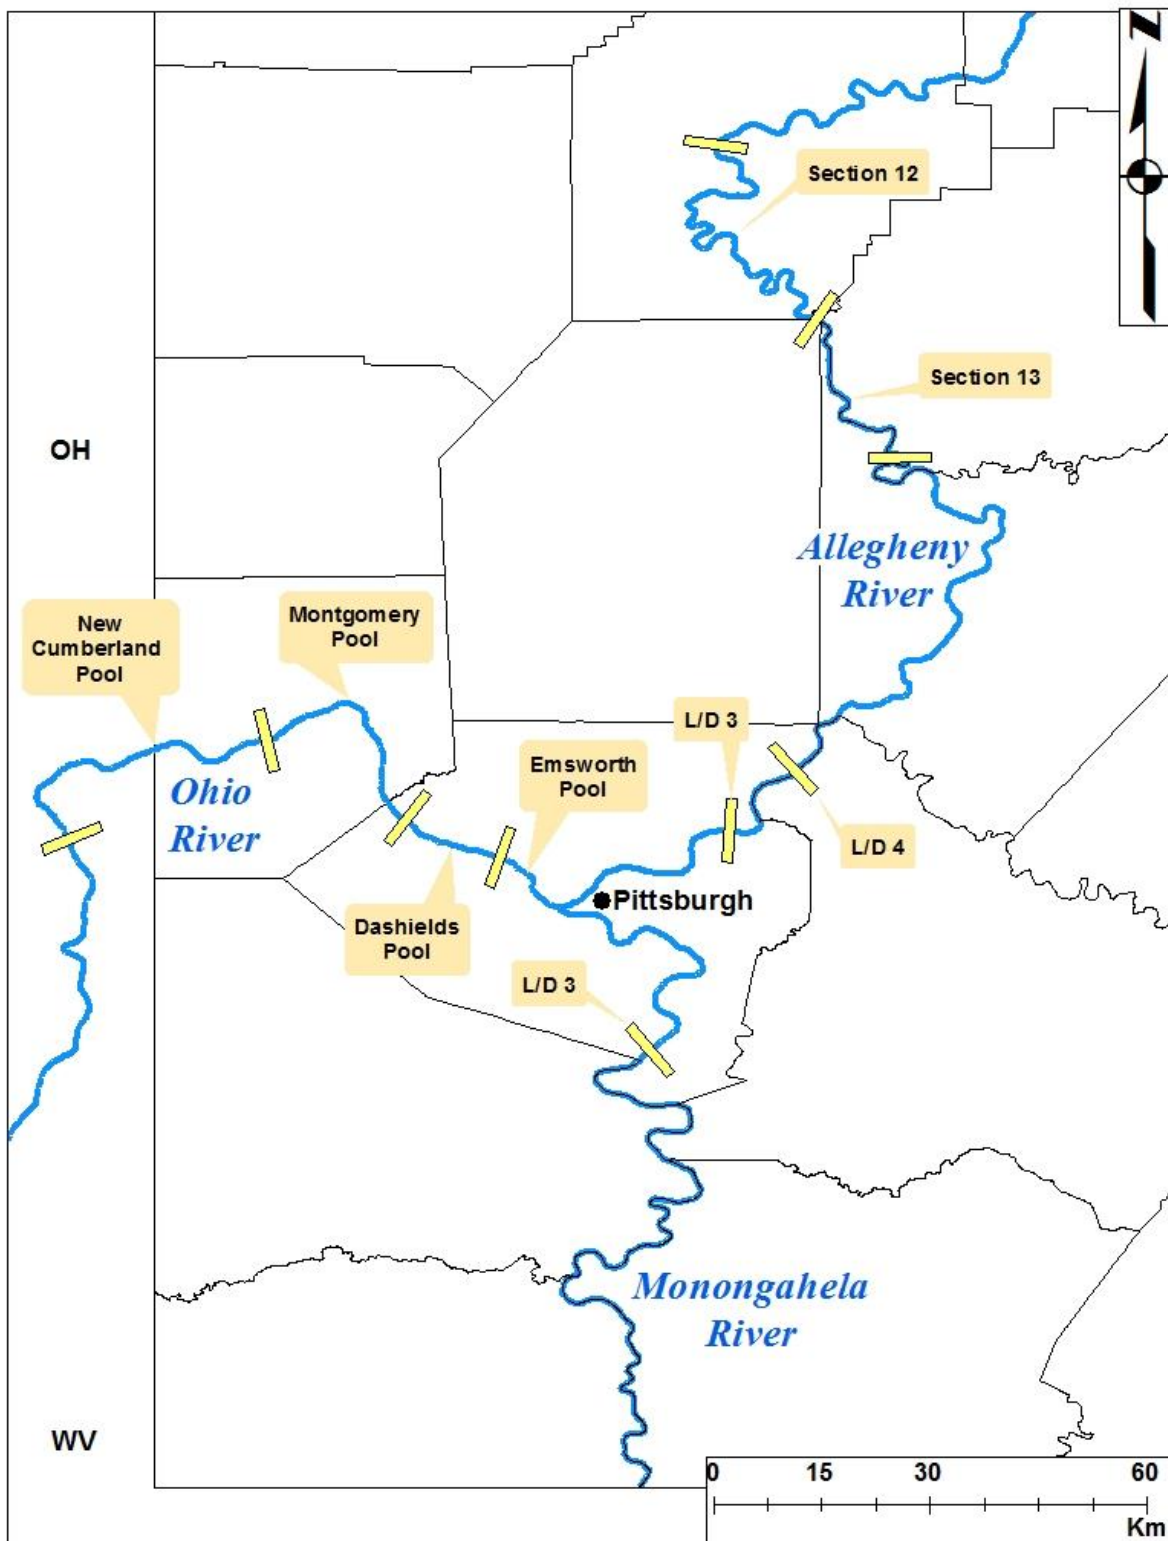 N
Section 12
Section 13
OH
Allegheny
River
New
Cumberland
Pool
Montgomery
Pool
L/D 3
Emsworth
Pool
Ohio
River
L/D 4
Pittsburgh
Dashields
Pool
L/D 3
Monongahela
River
WV
0 15 30 60
Km